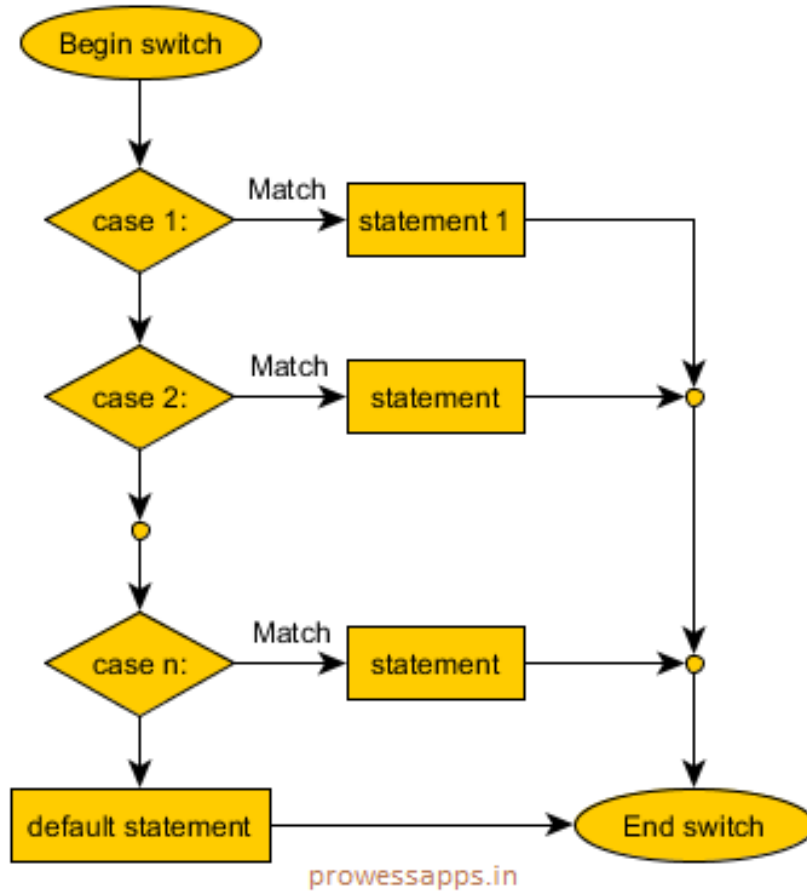 Begin switch
case 1:
Match
statement 1
case 2:
Match
statement
case n:
Match
statement
default statement
End switch
prowessapps.in